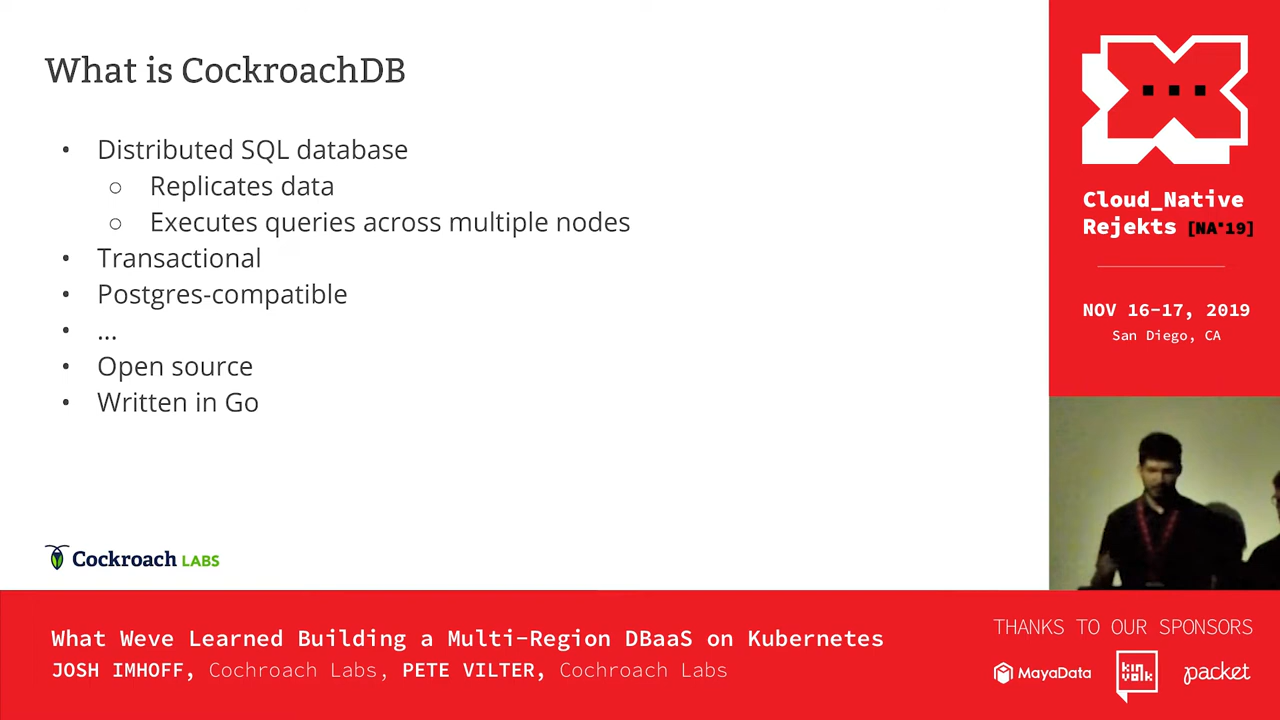 What is CockroachDB
• Distributed SQL database
○ Replicates data
○ Executes queries across multiple nodes
• Transactional
• Postgres-compatible
• ...
• Open source
• Written in Go
Cockroach LABS
Cloud_Native
Rejekts [NA'19]
NOV 16-17, 2019
San Diego, CA
What Weve Learned Building a Multi-Region DBaaS on Kubernetes
JOSH IMHOFF, Cochroach Labs, PETE VILTER, Cochroach Labs
THANKS TO OUR SPONSORS
MayaData
kin
volk
packet